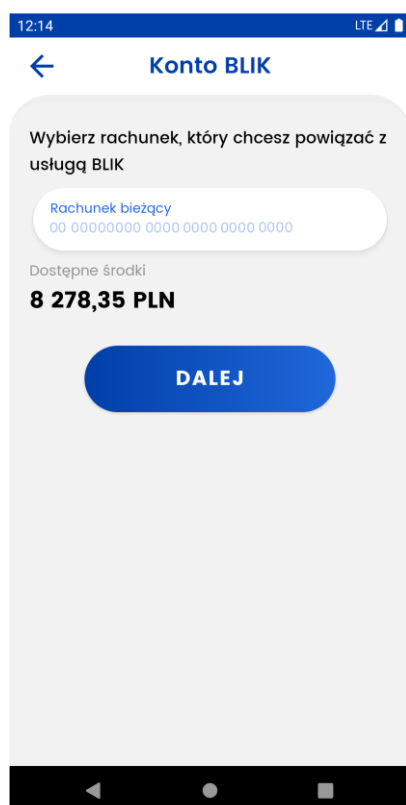 12:14 LTE
Konto BLIK
Wybierz rachunek, który chcesz powiązać z
usługą BLIK
Rachunek bieżący
00 00000000 0000 0000 0000 0000
Dostępne środki
8 278,35 PLN
DALEJ